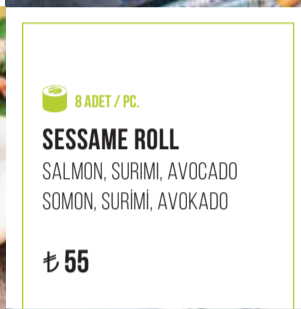 8 ADET / PC.
SESSAME ROLL
SALMON, SURIMI, AVOCADO
SOMON, SURİMİ, AVOKADO
₺ 55